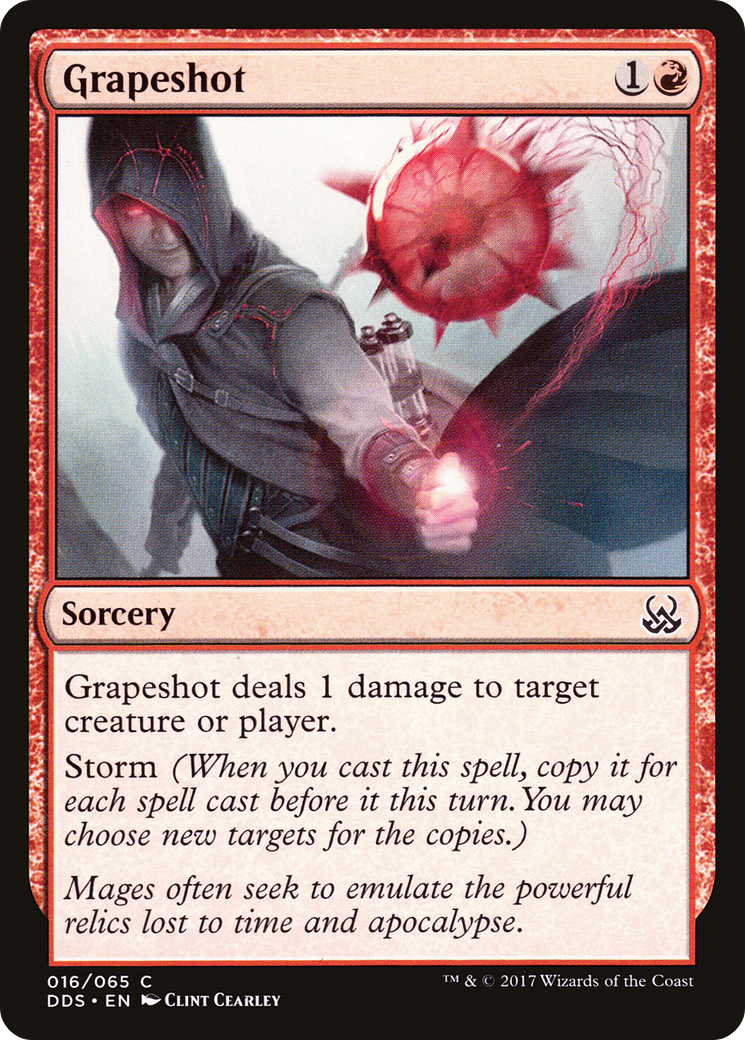 Grapeshot 1
Sorcery
Grapeshot deals 1 damage to target
creature or player.
Storm (When you cast this spell, copy it for
each spell cast before it this turn. You may
choose new targets for the copies.)
Mages often seek to emulate the powerful
relics lost to time and apocalypse.
016/065 C
™ & © 2017 Wizards of the Coast
DDS • EN Clint Cearley